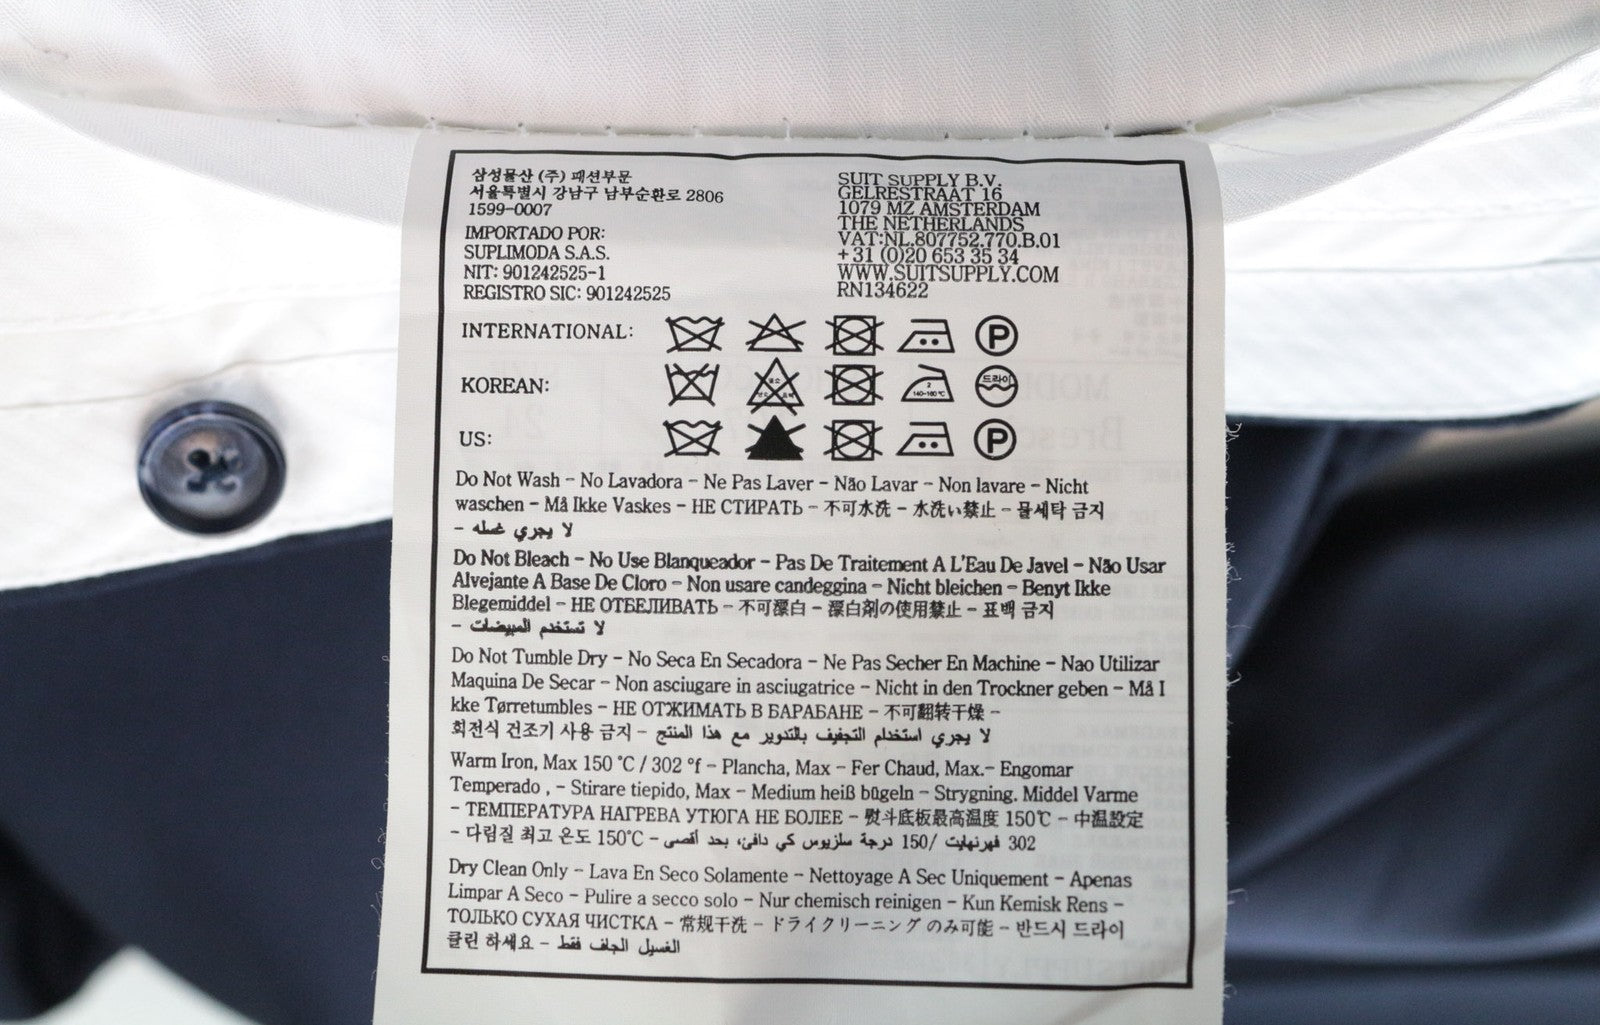 삼성물산 (주) 패션부문
서울특별시 강남구 남부순환로 2806
1599-0007
IMPORTADO POR:
SUPLIMODA S.A.S.
NIT: 901242525-1
REGISTRO SIC: 901242525
SUIT SUPPLY B.V.
GELRESTRAAT 16
1079 MZ AMSTERDAM
THE NETHERLANDS
VAT:NL.807752.770.B.01
+31 (0)20 653 35 34
WWW.SUITSUPPLY.COM
RN134622
INTERNATIONAL:
P
KOREAN:
2
140-160℃
드라이
US:
P
Do Not Wash - No Lavadora - Ne Pas Laver - Não Lavar - Non lavare - Nicht
waschen - Må Ikke Vaskes - НЕ СТИРАТЬ - 不可水洗 - 水洗い禁止 - 물세탁 금지
- لا يجري غسله
Do Not Bleach - No Use Blanqueador - Pas De Traitement A L'Eau De Javel - Não Usar
Alvejante A Base De Cloro - Non usare candeggina - Nicht bleichen - Benyt Ikke
Blegemiddel - НЕ ОТБЕЛИВАТЬ - 不可漂白 - 漂白剤の使用禁止 - 표백 금지
- لا تستخدم المبيضات
Do Not Tumble Dry - No Seca En Secadora - Ne Pas Secher En Machine - Nao Utilizar
Maquina De Secar - Non asciugare in asciugatrice - Nicht in den Trockner geben - Må I
kke Tørretumbles - НЕ ОТЖИМАТЬ В БАРАБАНЕ - 不可翻转干燥 -
회전식 건조기 사용 금지 - لا يجري استخدام التجفيف بالتدوير مع هذا المنتج
Warm Iron, Max 150 °C / 302 °f - Plancha, Max - Fer Chaud, Max.- Engomar
Temperado , - Stirare tiepido, Max - Medium heiß bügeln - Strygning. Middel Varme
- ТЕМПЕРАТУРА НАГРЕВА УТЮГА НЕ БОЛЕЕ - 熨斗底板最高温度 150℃ - 中温設定
- 다림질 최고 온도 150°C - كي دافئ، بحد أقصى 150 درجة سلزيوس/ 302 فهرنهايت
Dry Clean Only - Lava En Seco Solamente - Nettoyage A Sec Uniquement - Apenas
Limpar A Seco - Pulire a secco solo - Nur chemisch reinigen - Kun Kemisk Rens -
ТОЛЬКО СУХАЯ ЧИСТКА - 常规干洗 - ドライクリーニング のみ可能 - 반드시 드라이
클린 하세요 - الغسيل الجاف فقط